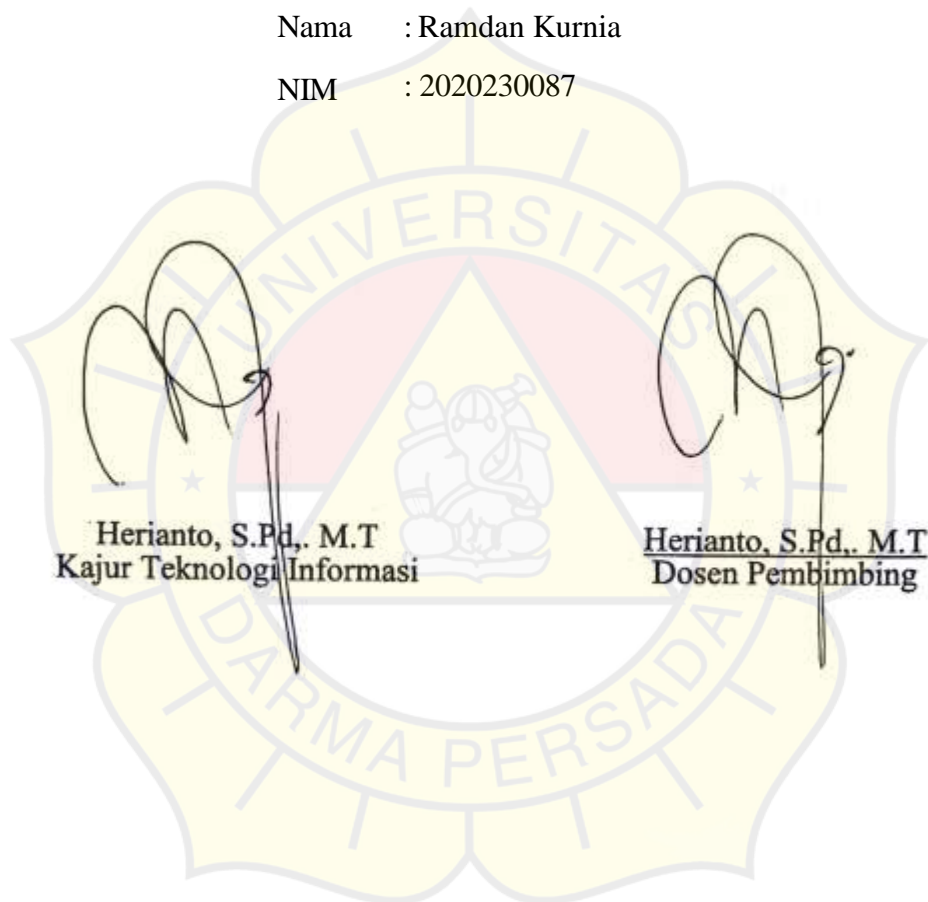 Nama : Ramdan Kurnia
NIM : 2020230087
UNIVERSITAS
Herianto, S.Pd,. M.T
Kajur Teknologi Informasi
Herianto, S.Pd,. M.T
Dosen Pembimbing
DARMA PERSADA